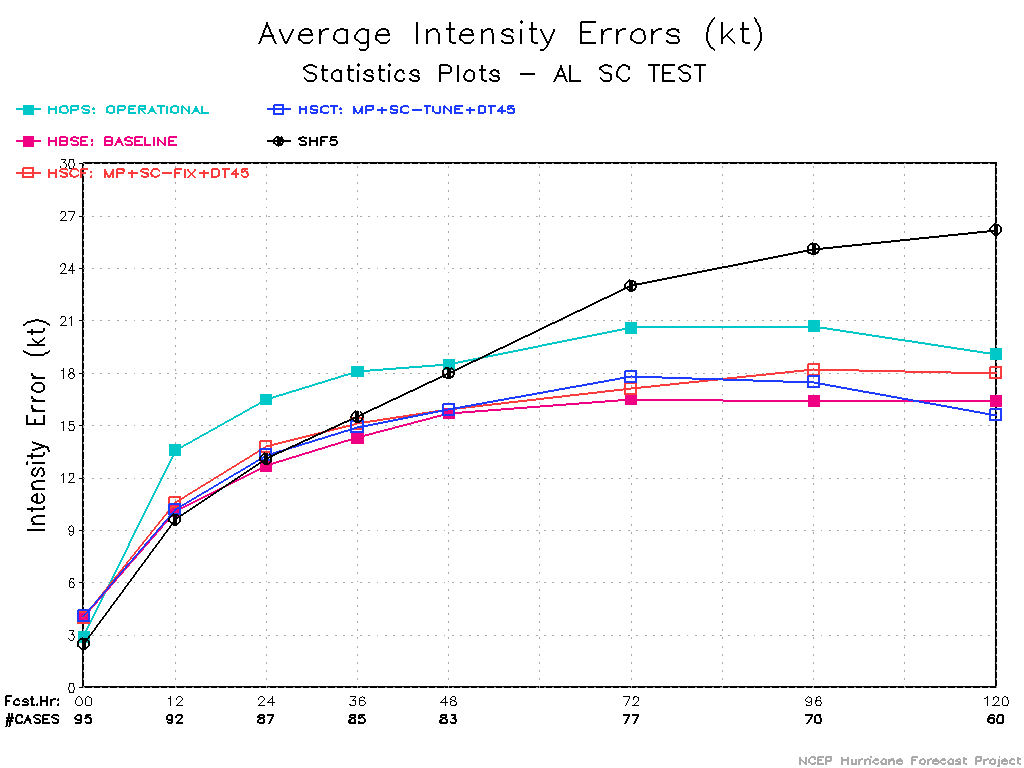 Average Intensity Errors (kt)
Statistics Plots – AL SC TEST
HOPS: OPERATIONAL
HSCT: MP+SC-TUNE+DT45
HBSE: BASELINE
SHF5
HSCF: MP+SC-FIX+DT45
30
27
24
21
18
15
12
9
6
3
0
Intensity Error (kt)
Fcst.Hr: 00 12 24 36 48 72 96 120
#CASES 95 92 87 85 83 77 70 60
NCEP Hurricane Forecast Project